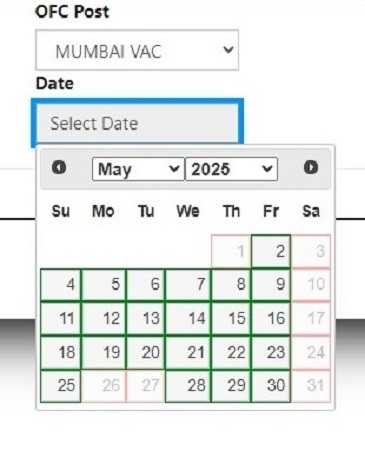 OFC Post
MUMBAI VAC
Date
Select Date
May 2025
Su Mo Tu We Th Fr Sa
1 2 3
4 5 6 7 8 9 10
11 12 13 14 15 16 17
18 19 20 21 22 23 24
25 26 27 28 29 30 31